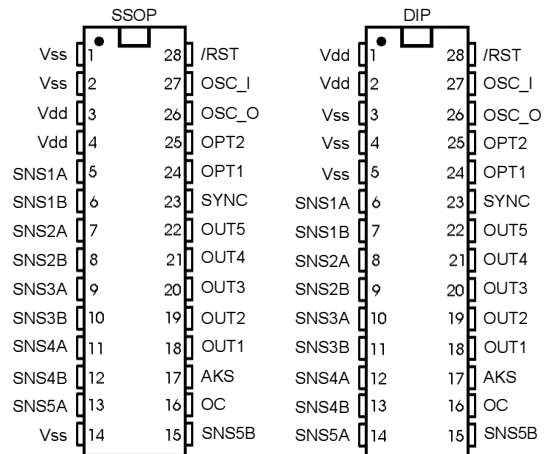 SSOP
Vss 1 28 /RST
Vss 2 27 OSC_I
Vdd 3 26 OSC_O
Vdd 4 25 OPT2
SNS1A 5 24 OPT1
SNS1B 6 23 SYNC
SNS2A 7 22 OUT5
SNS2B 8 21 OUT4
SNS3A 9 20 OUT3
SNS3B 10 19 OUT2
SNS4A 11 18 OUT1
SNS4B 12 17 AKS
SNS5A 13 16 OC
Vss 14 15 SNS5B
DIP
Vdd 1 28 /RST
Vdd 2 27 OSC_I
Vss 3 26 OSC_O
Vss 4 25 OPT2
Vss 5 24 OPT1
SNS1A 6 23 SYNC
SNS1B 7 22 OUT5
SNS2A 8 21 OUT4
SNS2B 9 20 OUT3
SNS3A 10 19 OUT2
SNS3B 11 18 OUT1
SNS4A 12 17 AKS
SNS4B 13 16 OC
SNS5A 14 15 SNS5B